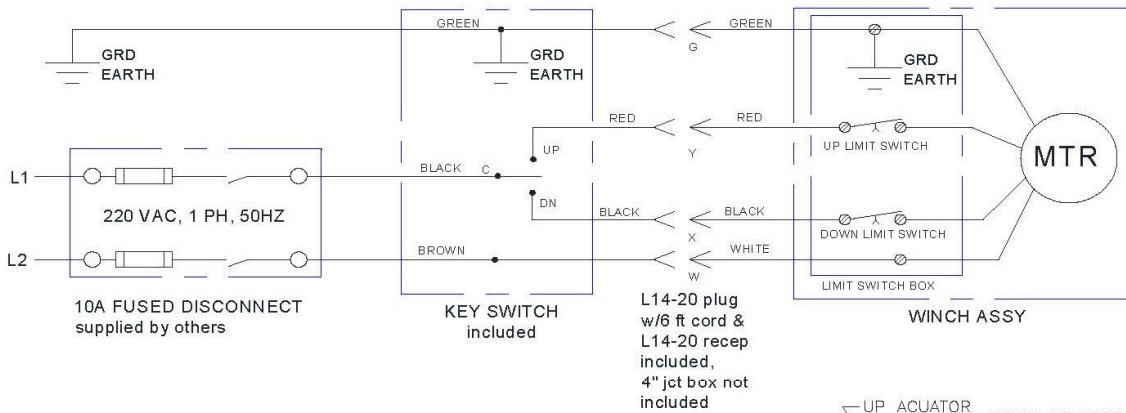 GREEN
GREEN
GRD
EARTH
GRD
EARTH
G
GRD
EARTH
RED
RED
UP
Y
UP LIMIT SWITCH
MTR
L1
BLACK
C
220 VAC, 1 PH, 50HZ
DN
BLACK
BLACK
X
DOWN LIMIT SWITCH
L2
BROWN
WHITE
W
LIMIT SWITCH BOX
10A FUSED DISCONNECT
supplied by others
KEY SWITCH
included
L14-20 plug
w/6 ft cord &
L14-20 recep
included,
4" jct box not
included
WINCH ASSY
UP ACUATOR